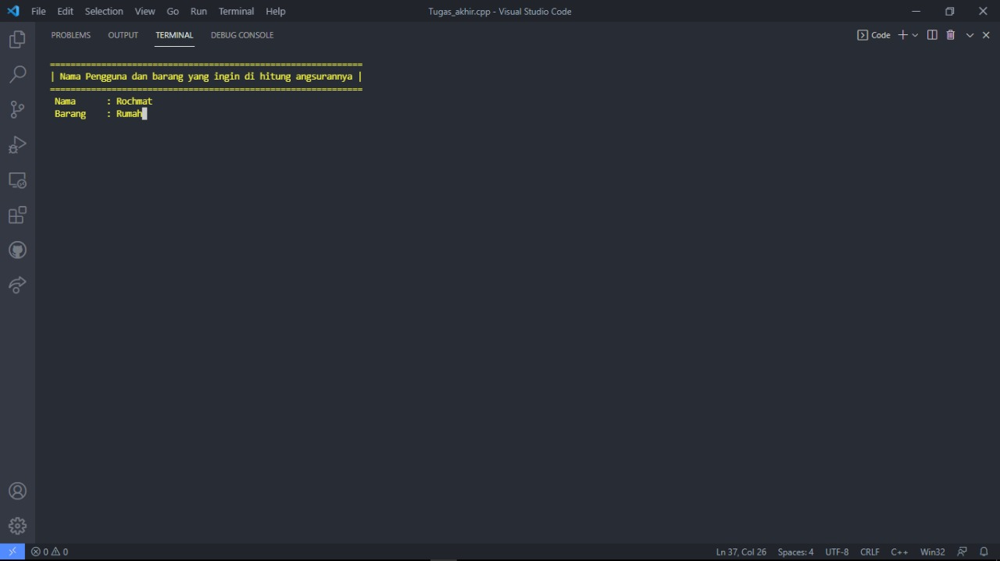 File Edit Selection View Go Run Terminal Help Tugas_akhir.cpp - Visual Studio Code
PROBLEMS OUTPUT TERMINAL DEBUG CONSOLE Code
=============================================================
| Nama Pengguna dan barang yang ingin di hitung angsurannya |
=============================================================
Nama : Rochmat
Barang : Rumah
0 0 Ln 37, Col 26 Spaces: 4 UTF-8 CRLF C++ Win32